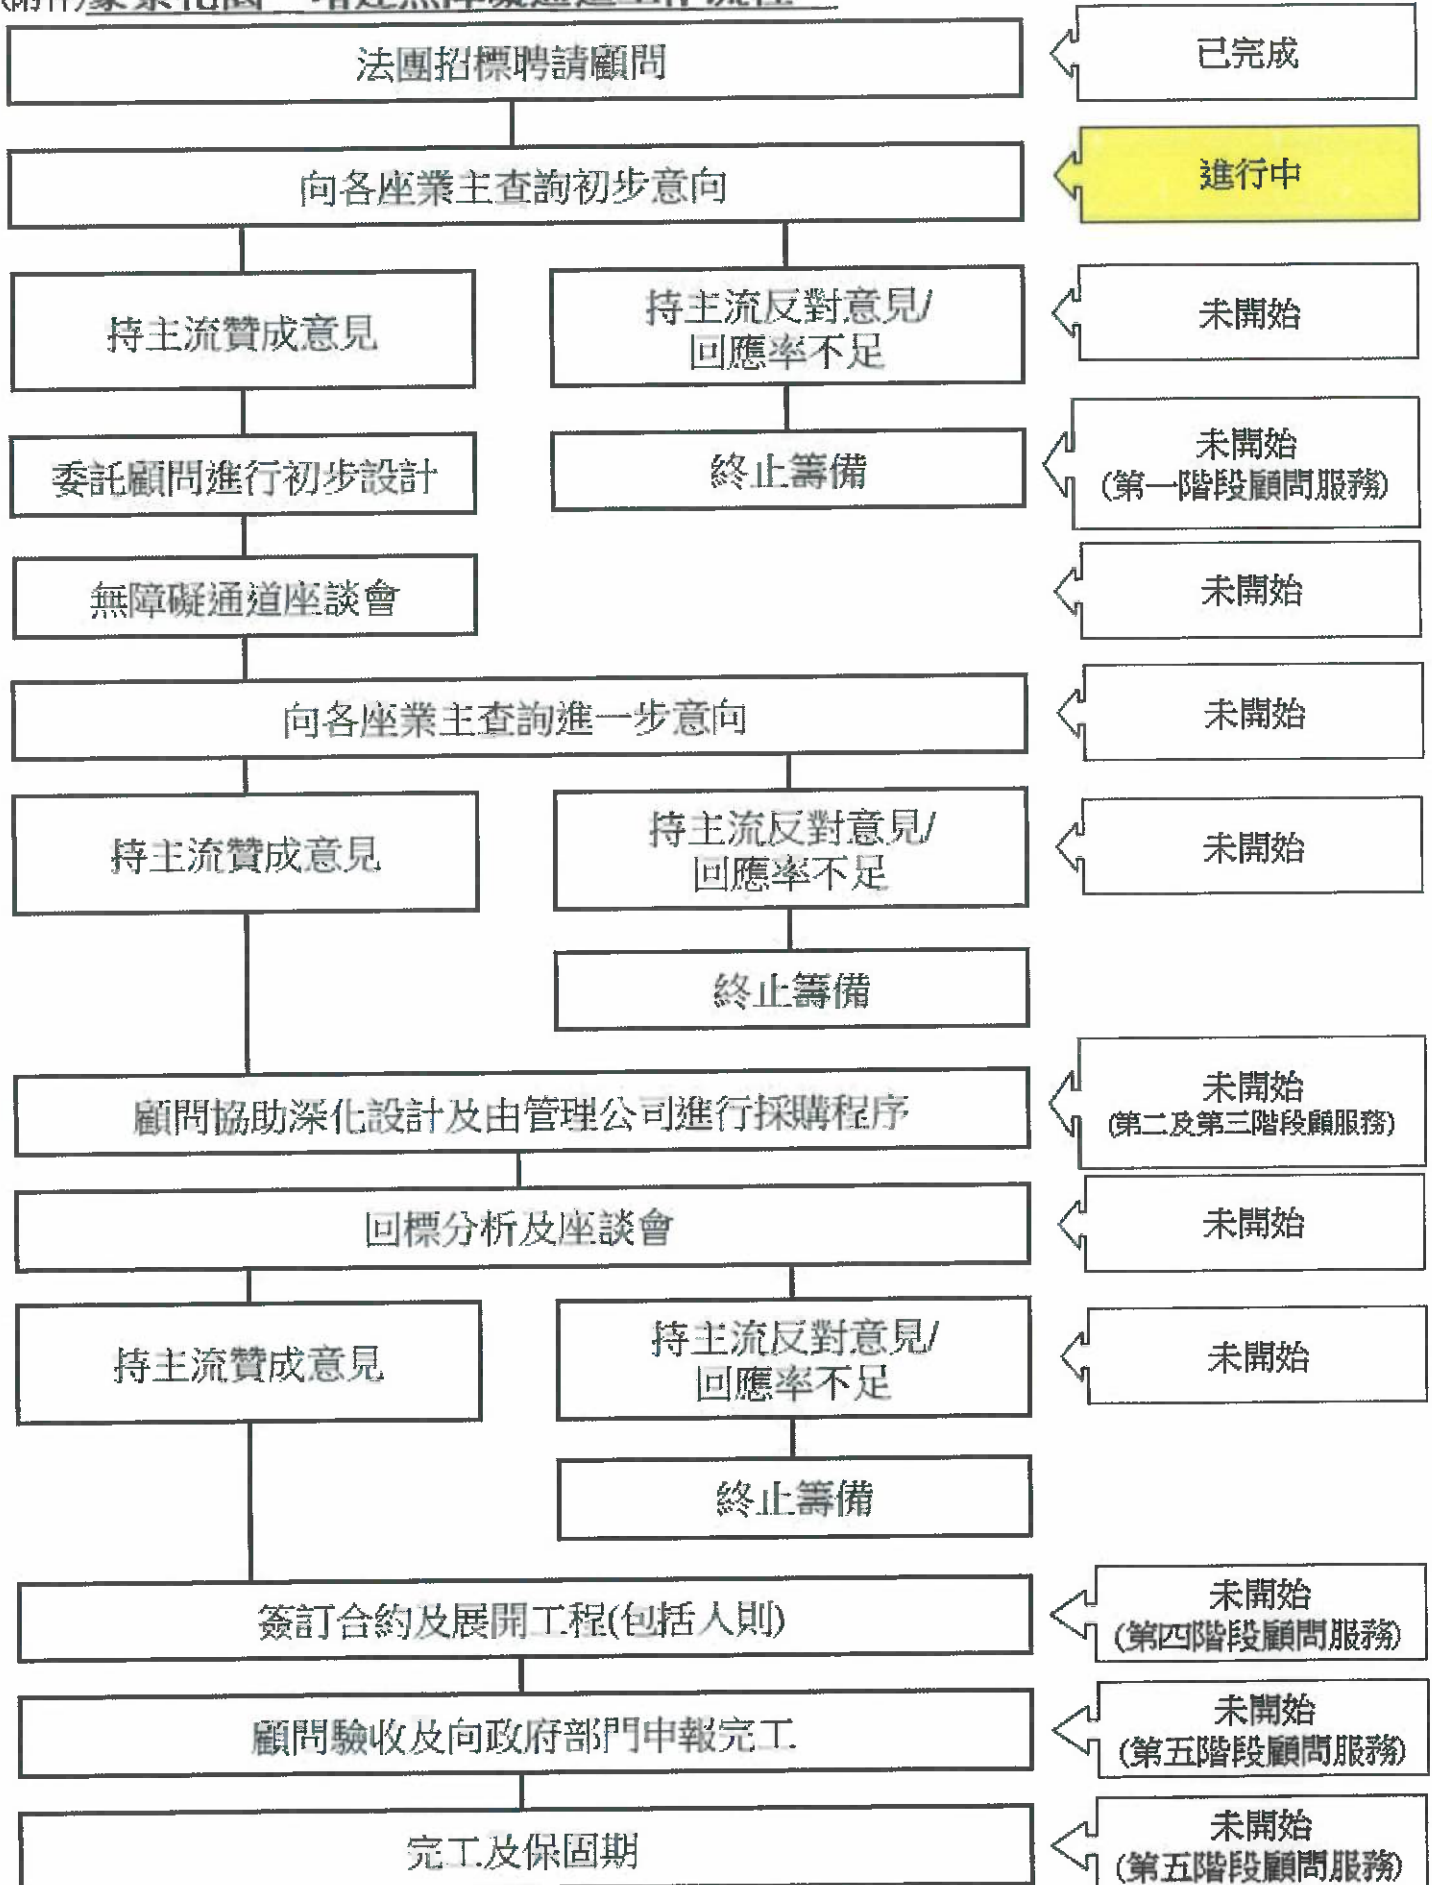 法團招標聘請顧問
已完成
向各座業主查詢初步意向
進行中
持主流贊成意見
持主流反對意見/
回應率不足
未開始
委託顧問進行初步設計
終止籌備
未開始
(第一階段顧問服務)
無障礙通道座談會
未開始
向各座業主查詢進一步意向
未開始
持主流贊成意見
持主流反對意見/
回應率不足
未開始
終止籌備
顧問協助深化設計及由管理公司進行採購程序
未開始
(第二及第三階段顧服務)
回標分析及座談會
未開始
持主流贊成意見
持主流反對意見/
回應率不足
未開始
終止籌備
簽訂合約及展開工程(包括入則)
未開始
(第四階段顧問服務)
顧問驗收及向政府部門申報完工
未開始
(第五階段顧問服務)
完工及保固期
未開始
(第五階段顧問服務)